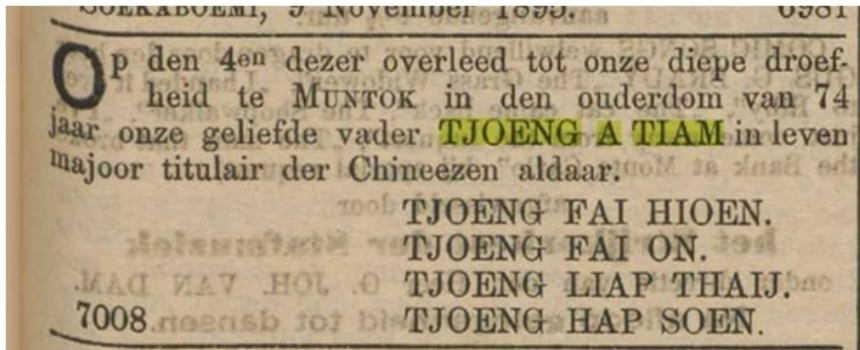 SOEKABOEMI, 9 November 1895. 6981
Op den 4en dezer overleed tot onze diepe droef-
heid te MUNTOK in den ouderdom van 74
jaar onze geliefde vader TJOENG A TIAM in leven
majoor titulair der Chineezen aldaar.
TJOENG FAI HIOEN.
TJOENG FAI ON.
TJOENG LIAP THAIJ.
7008. TJOENG HAP SOEN.